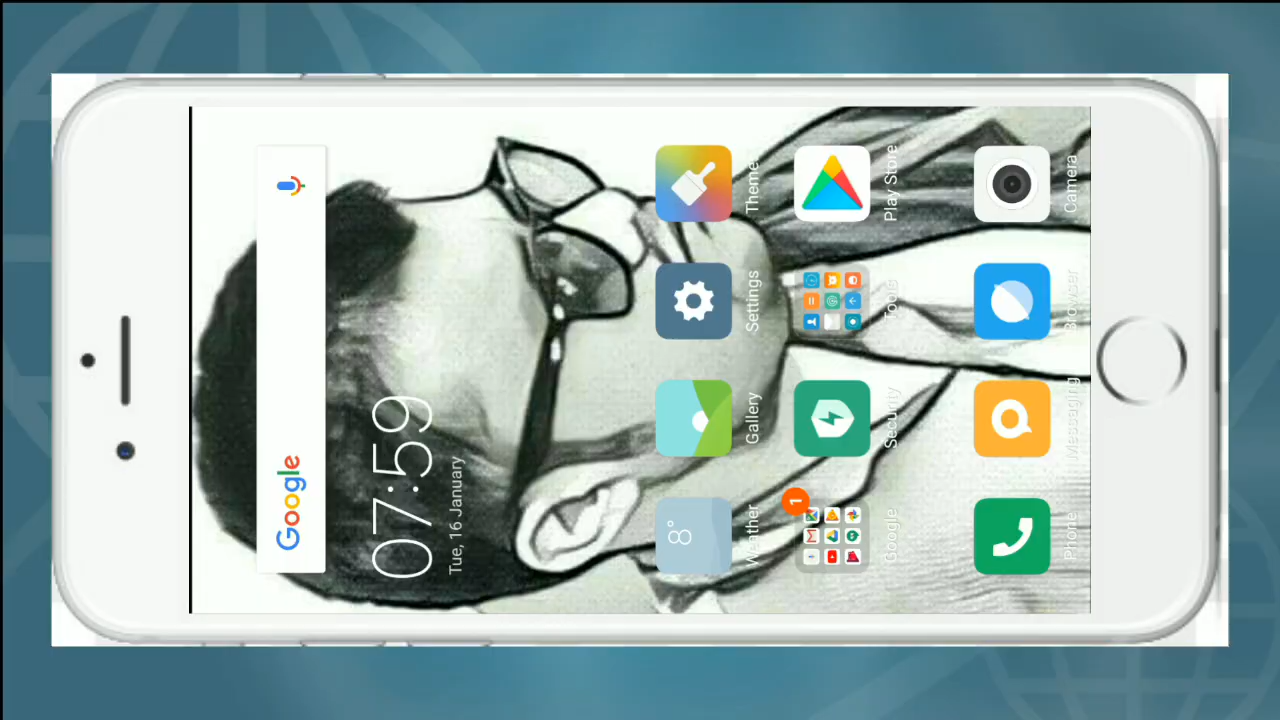 Google
07:59
Tue, 16 January
8°
Weather
Gallery
Settings
Theme
1
Google
Security
Tools
Play Store
Phone
Messaging
Browser
Camera